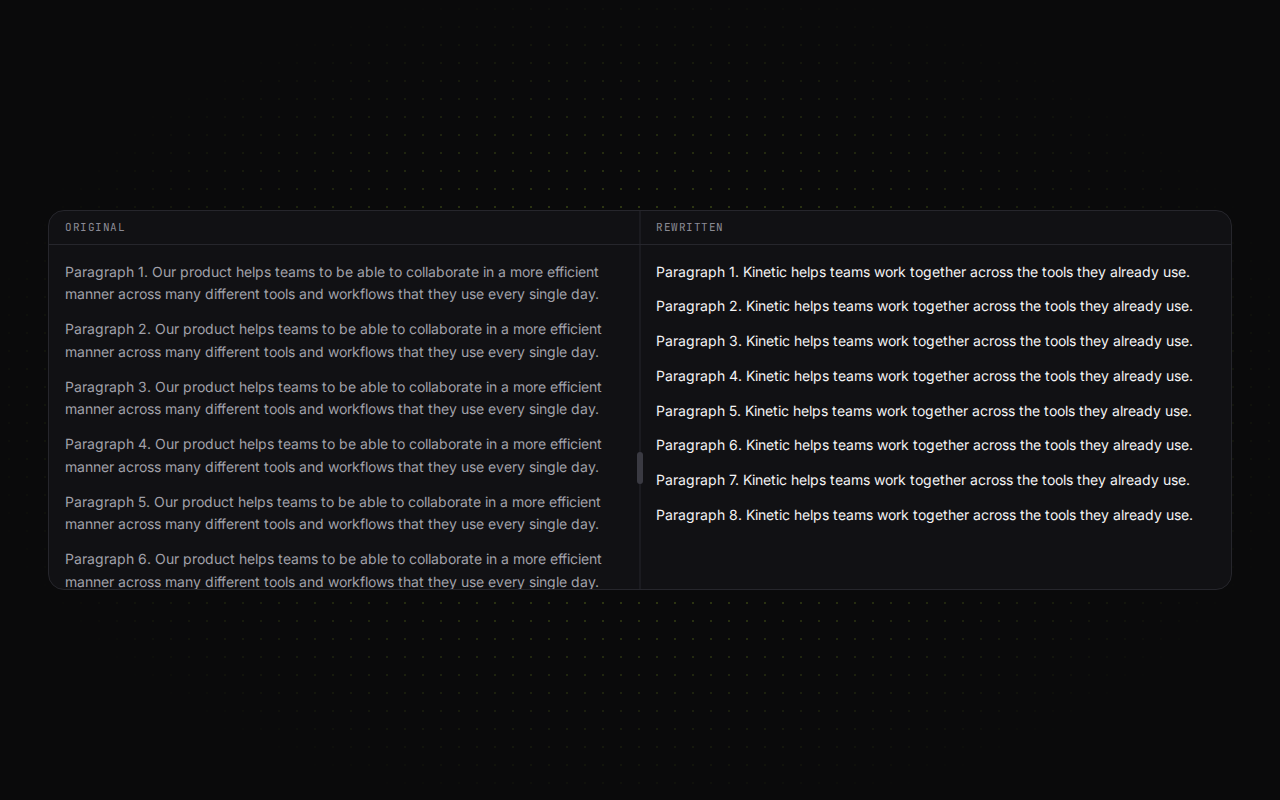 ORIGINAL
Paragraph 1. Our product helps teams to be able to collaborate in a more efficient
manner across many different tools and workflows that they use every single day.
Paragraph 2. Our product helps teams to be able to collaborate in a more efficient
manner across many different tools and workflows that they use every single day.
Paragraph 3. Our product helps teams to be able to collaborate in a more efficient
manner across many different tools and workflows that they use every single day.
Paragraph 4. Our product helps teams to be able to collaborate in a more efficient
manner across many different tools and workflows that they use every single day.
Paragraph 5. Our product helps teams to be able to collaborate in a more efficient
manner across many different tools and workflows that they use every single day.
Paragraph 6. Our product helps teams to be able to collaborate in a more efficient
manner across many different tools and workflows that they use every single day.
REWRITTEN
Paragraph 1. Kinetic helps teams work together across the tools they already use.
Paragraph 2. Kinetic helps teams work together across the tools they already use.
Paragraph 3. Kinetic helps teams work together across the tools they already use.
Paragraph 4. Kinetic helps teams work together across the tools they already use.
Paragraph 5. Kinetic helps teams work together across the tools they already use.
Paragraph 6. Kinetic helps teams work together across the tools they already use.
Paragraph 7. Kinetic helps teams work together across the tools they already use.
Paragraph 8. Kinetic helps teams work together across the tools they already use.